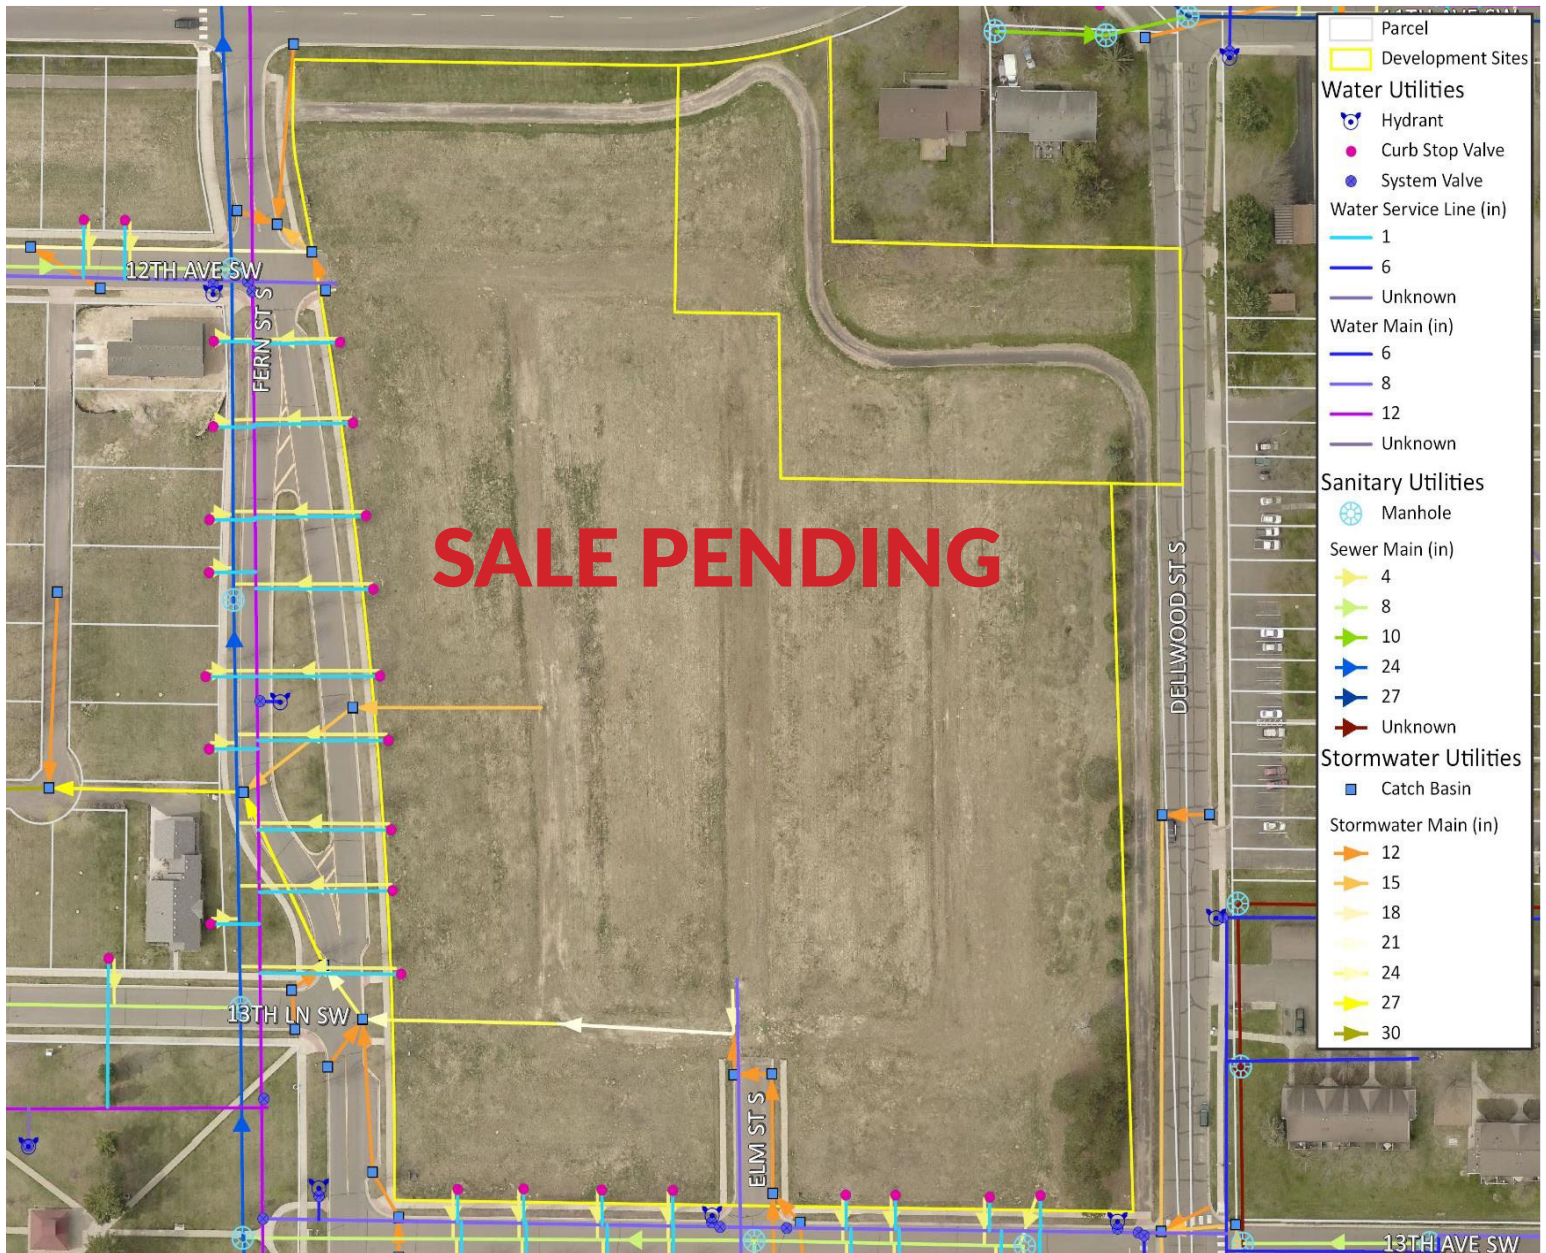 11TH AVE SW
12TH AVE SW
FERN ST S
SALE PENDING
DELLWOOD ST S
13TH LN SW
ELM ST S
13TH AVE SW
Parcel
Development Sites
Water Utilities
Hydrant
Curb Stop Valve
System Valve
Water Service Line (in)
1
6
Unknown
Water Main (in)
6
8
12
Unknown
Sanitary Utilities
Manhole
Sewer Main (in)
4
8
10
24
27
Unknown
Stormwater Utilities
Catch Basin
Stormwater Main (in)
12
15
18
21
24
27
30